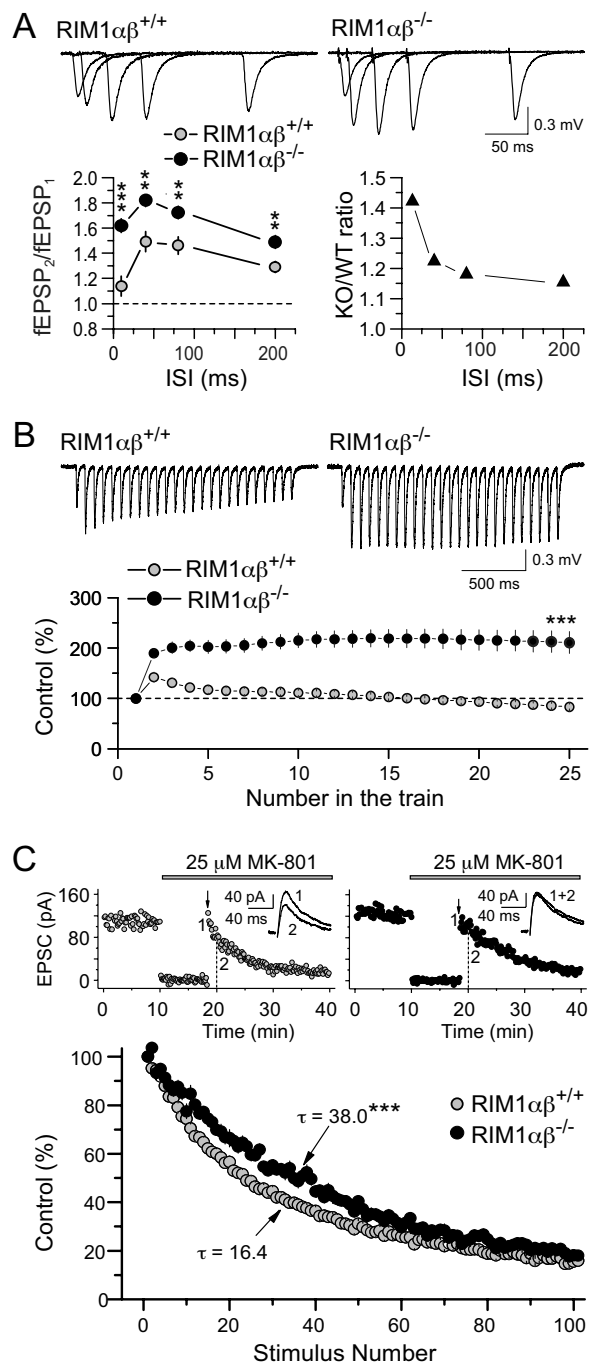 A
RIM1αβ+/+
RIM1αβ-/-
0.3 mV
50 ms
RIM1αβ+/+
RIM1αβ-/-
fEPSP2/fEPSP1
2.0
1.8
1.6
1.4
1.2
1.0
0.8
***
**
**
**
0
100
200
ISI (ms)
KO/WT ratio
1.5
1.4
1.3
1.2
1.1
1.0
0
100
200
ISI (ms)
B
RIM1αβ+/+
RIM1αβ-/-
0.3 mV
500 ms
RIM1αβ+/+
RIM1αβ-/-
Control (%)
300
200
100
0
***
0
5
10
15
20
25
Number in the train
C
25 μM MK-801
25 μM MK-801
EPSC (pA)
160
80
0
1
2
40 pA
40 ms
1
2
0
10
20
30
40
Time (min)
1
2
40 pA
40 ms
1+2
0
10
20
30
40
Time (min)
Control (%)
100
80
60
40
20
0
τ = 38.0***
τ = 16.4
RIM1αβ+/+
RIM1αβ-/-
0
20
40
60
80
100
Stimulus Number